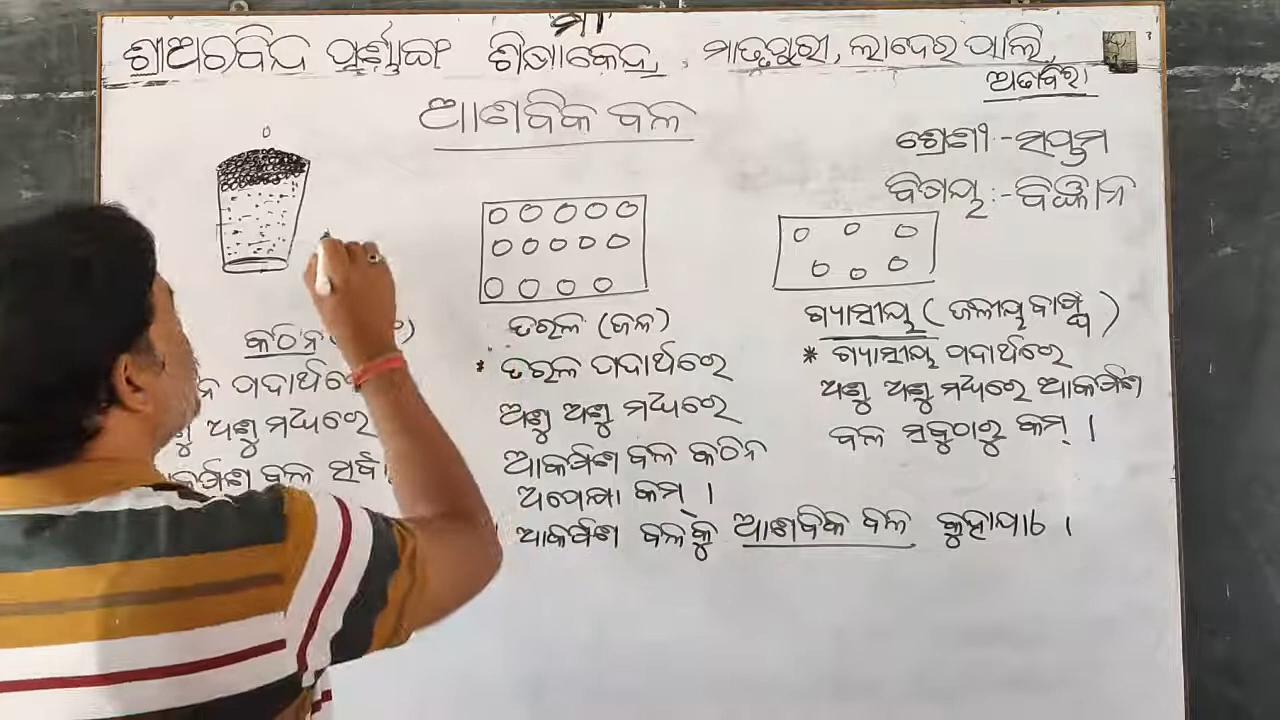 ମା
ଶ୍ରୀଅରବିନ୍ଦ ପୂର୍ଣ୍ଣାଙ୍ଗ ଶିକ୍ଷାକେନ୍ଦ୍ର, ମାତୃପୁରୀ, ଲାଦେର ପାଲି,
ଅତାବିରା
ଆଣବିକ ବଳ
ଶ୍ରେଣୀ :- ସପ୍ତମ
ବିଷୟ :- ବିଜ୍ଞାନ
କଠିନ
ପଦାର୍ଥରେ
ଅଣୁ ମଧ୍ୟରେ
ବଳ ସର୍ବା
ତରଳ (ଜଳ)
* ତରଳ ପଦାର୍ଥରେ
ଅଣୁ ଅଣୁ ମଧ୍ୟରେ
ଆକର୍ଷଣ ବଳ କଠିନ
ଅପେକ୍ଷା କମ୍ ।
ଗ୍ୟାସୀୟ (ଜଳୀୟ ବାଷ୍ପ)
* ଗ୍ୟାସୀୟ ପଦାର୍ଥରେ
ଅଣୁ ଅଣୁ ମଧ୍ୟରେ ଆକର୍ଷଣ
ବଳ ସବୁଠାରୁ କମ୍ ।
ଆକର୍ଷଣ ବଳକୁ ଆଣବିକ ବଳ କୁହାଯାଏ ।